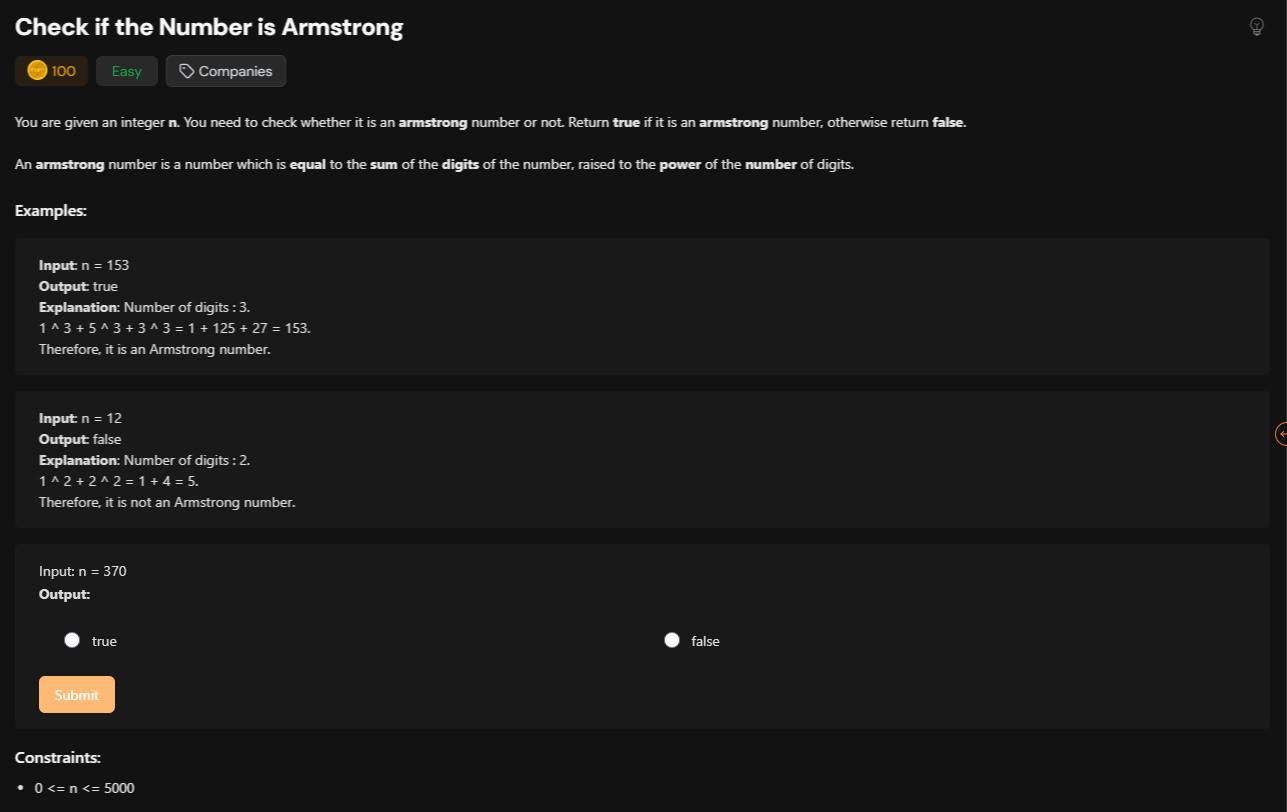 Check if the Number is Armstrong
100 Easy Companies
You are given an integer n. You need to check whether it is an armstrong number or not. Return true if it is an armstrong number, otherwise return false.
An armstrong number is a number which is equal to the sum of the digits of the number, raised to the power of the number of digits.
Examples:
Input: n = 153
Output: true
Explanation: Number of digits : 3.
1 ^ 3 + 5 ^ 3 + 3 ^ 3 = 1 + 125 + 27 = 153.
Therefore, it is an Armstrong number.
Input: n = 12
Output: false
Explanation: Number of digits : 2.
1 ^ 2 + 2 ^ 2 = 1 + 4 = 5.
Therefore, it is not an Armstrong number.
Input: n = 370
Output:
true false
Submit
Constraints:
• 0 <= n <= 5000